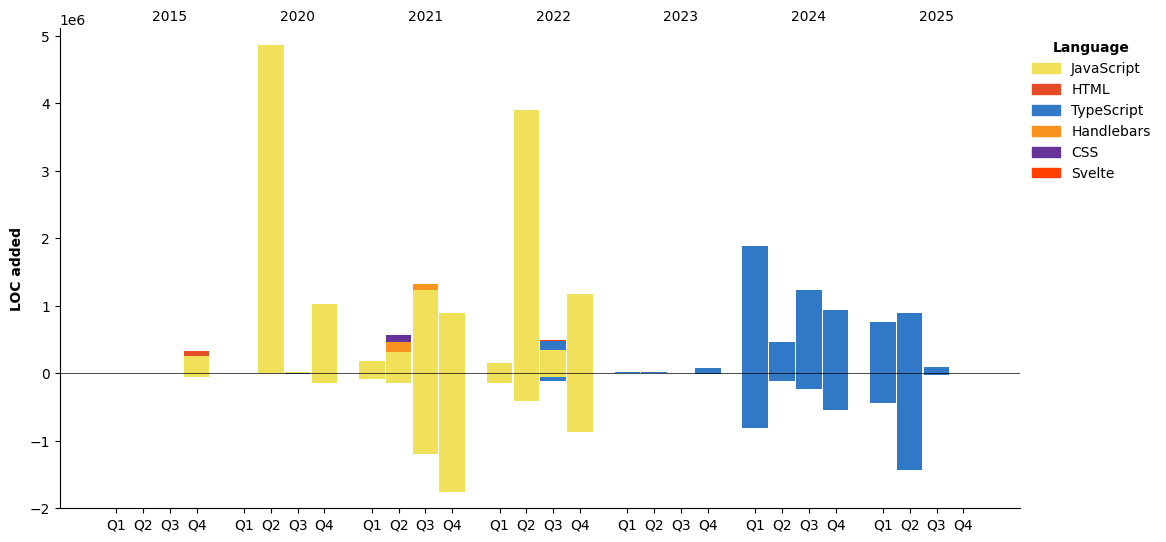 1e6
2015 2020 2021 2022 2023 2024 2025
5
4
3
2
1
0
−1
−2
LOC added
Q1 Q2 Q3 Q4 Q1 Q2 Q3 Q4 Q1 Q2 Q3 Q4 Q1 Q2 Q3 Q4 Q1 Q2 Q3 Q4 Q1 Q2 Q3 Q4 Q1 Q2 Q3 Q4
Language
JavaScript
HTML
TypeScript
Handlebars
CSS
Svelte